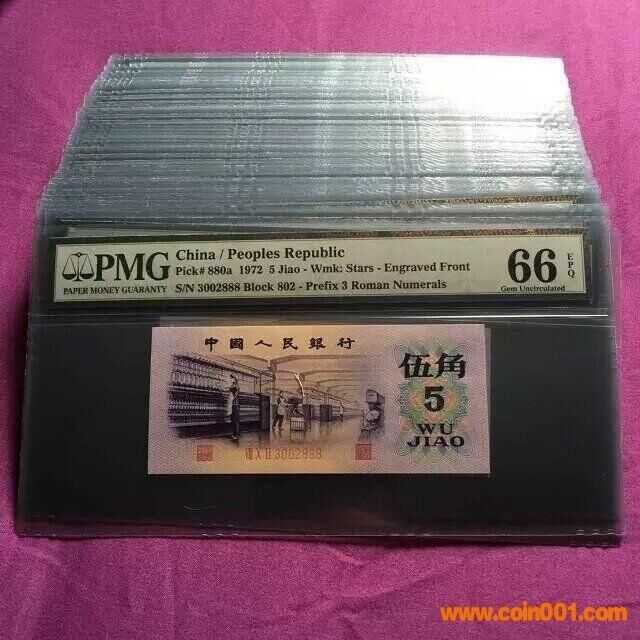 China / Peoples Republic
PMG
PAPER MONEY GUARANTY
Pick# 880a 1972 5 Jiao - Wmk: Stars - Engraved Front
S/N 3002888 Block 802 - Prefix 3 Roman Numerals
66 EPQ
Gem Uncirculated
中國人民銀行
伍角
5
WU
JIAO
VIII X II 3002888
www.coin001.com